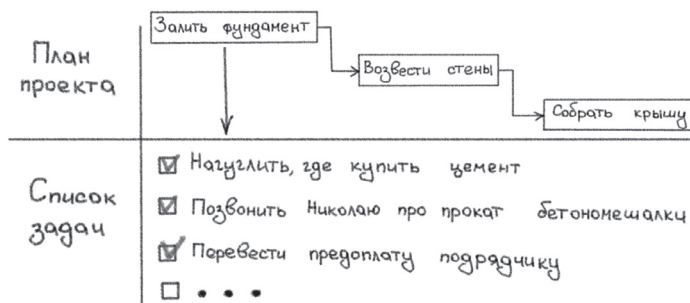 План
проекта
Залить фундамент
Возвести стены
Собрать крышу
Список
задач
Нагуглить, где купить цемент
Позвонить Николаю про прокат бетономешалки
Перевести предоплату подрядчику
• • •